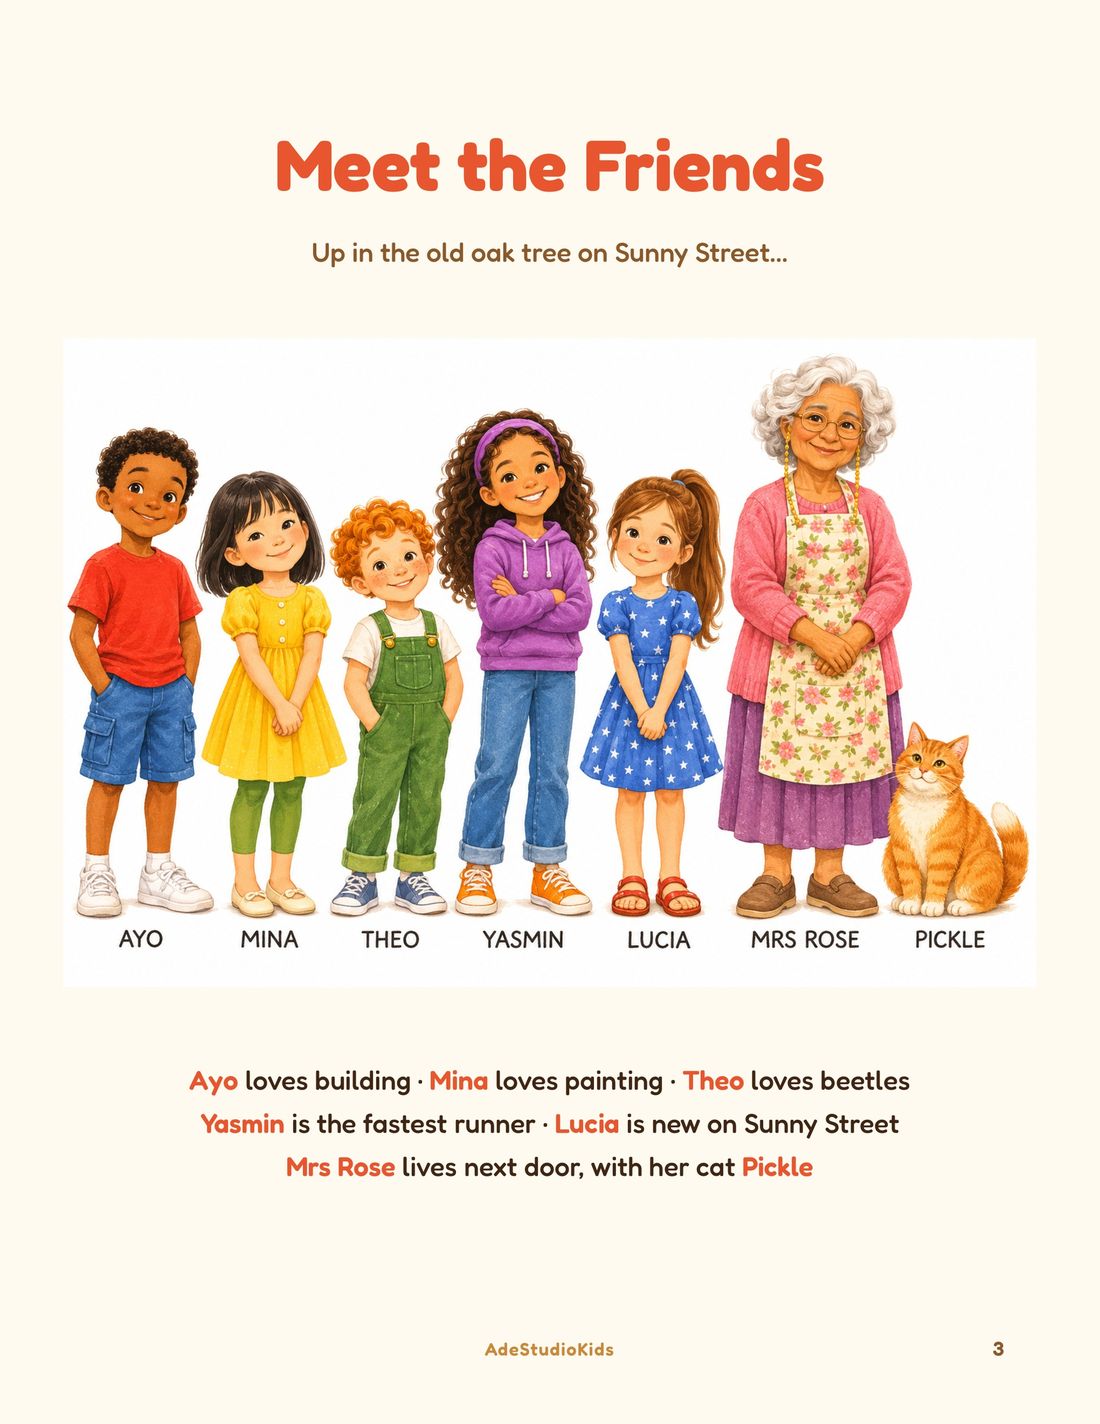 Meet the Friends
Up in the old oak tree on Sunny Street...
AYO MINA THEO YASMIN LUCIA MRS ROSE PICKLE
Ayo loves building · Mina loves painting · Theo loves beetles
Yasmin is the fastest runner · Lucia is new on Sunny Street
Mrs Rose lives next door, with her cat Pickle
AdeStudioKids 3